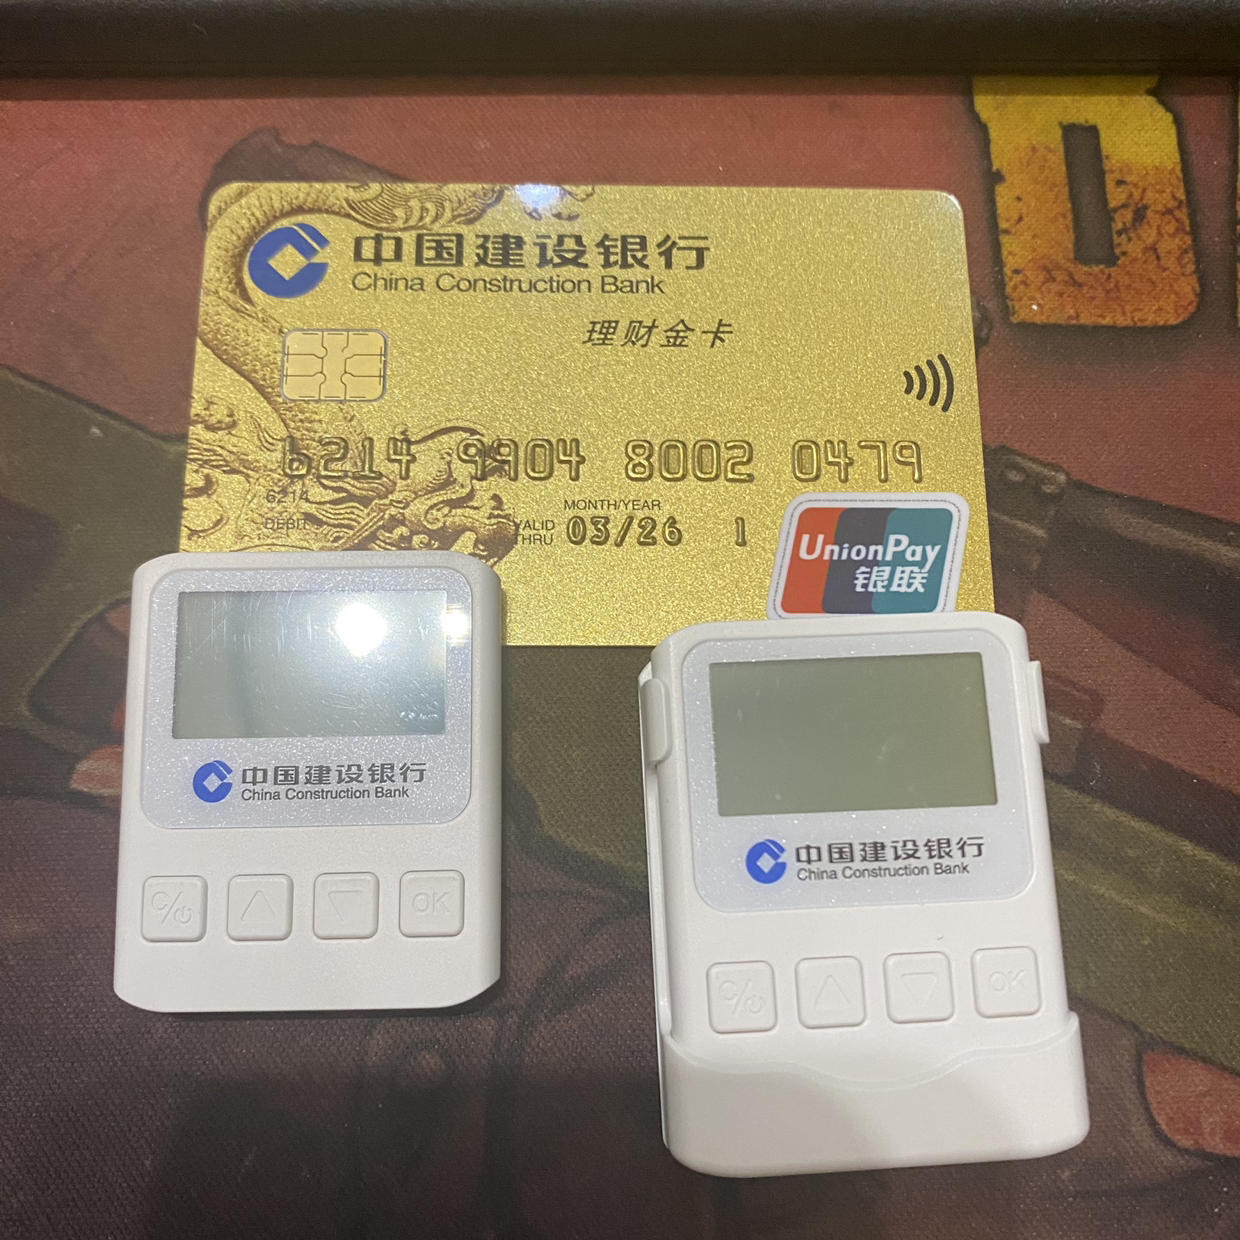 中国建设银行
China Construction Bank
理财金卡
6214 9904 8002 0479
6214
DEBIT
MONTH/YEAR
VALID THRU 03/26 1
UnionPay
银联
中国建设银行
China Construction Bank
C/
OK
中国建设银行
China Construction Bank
C/
OK